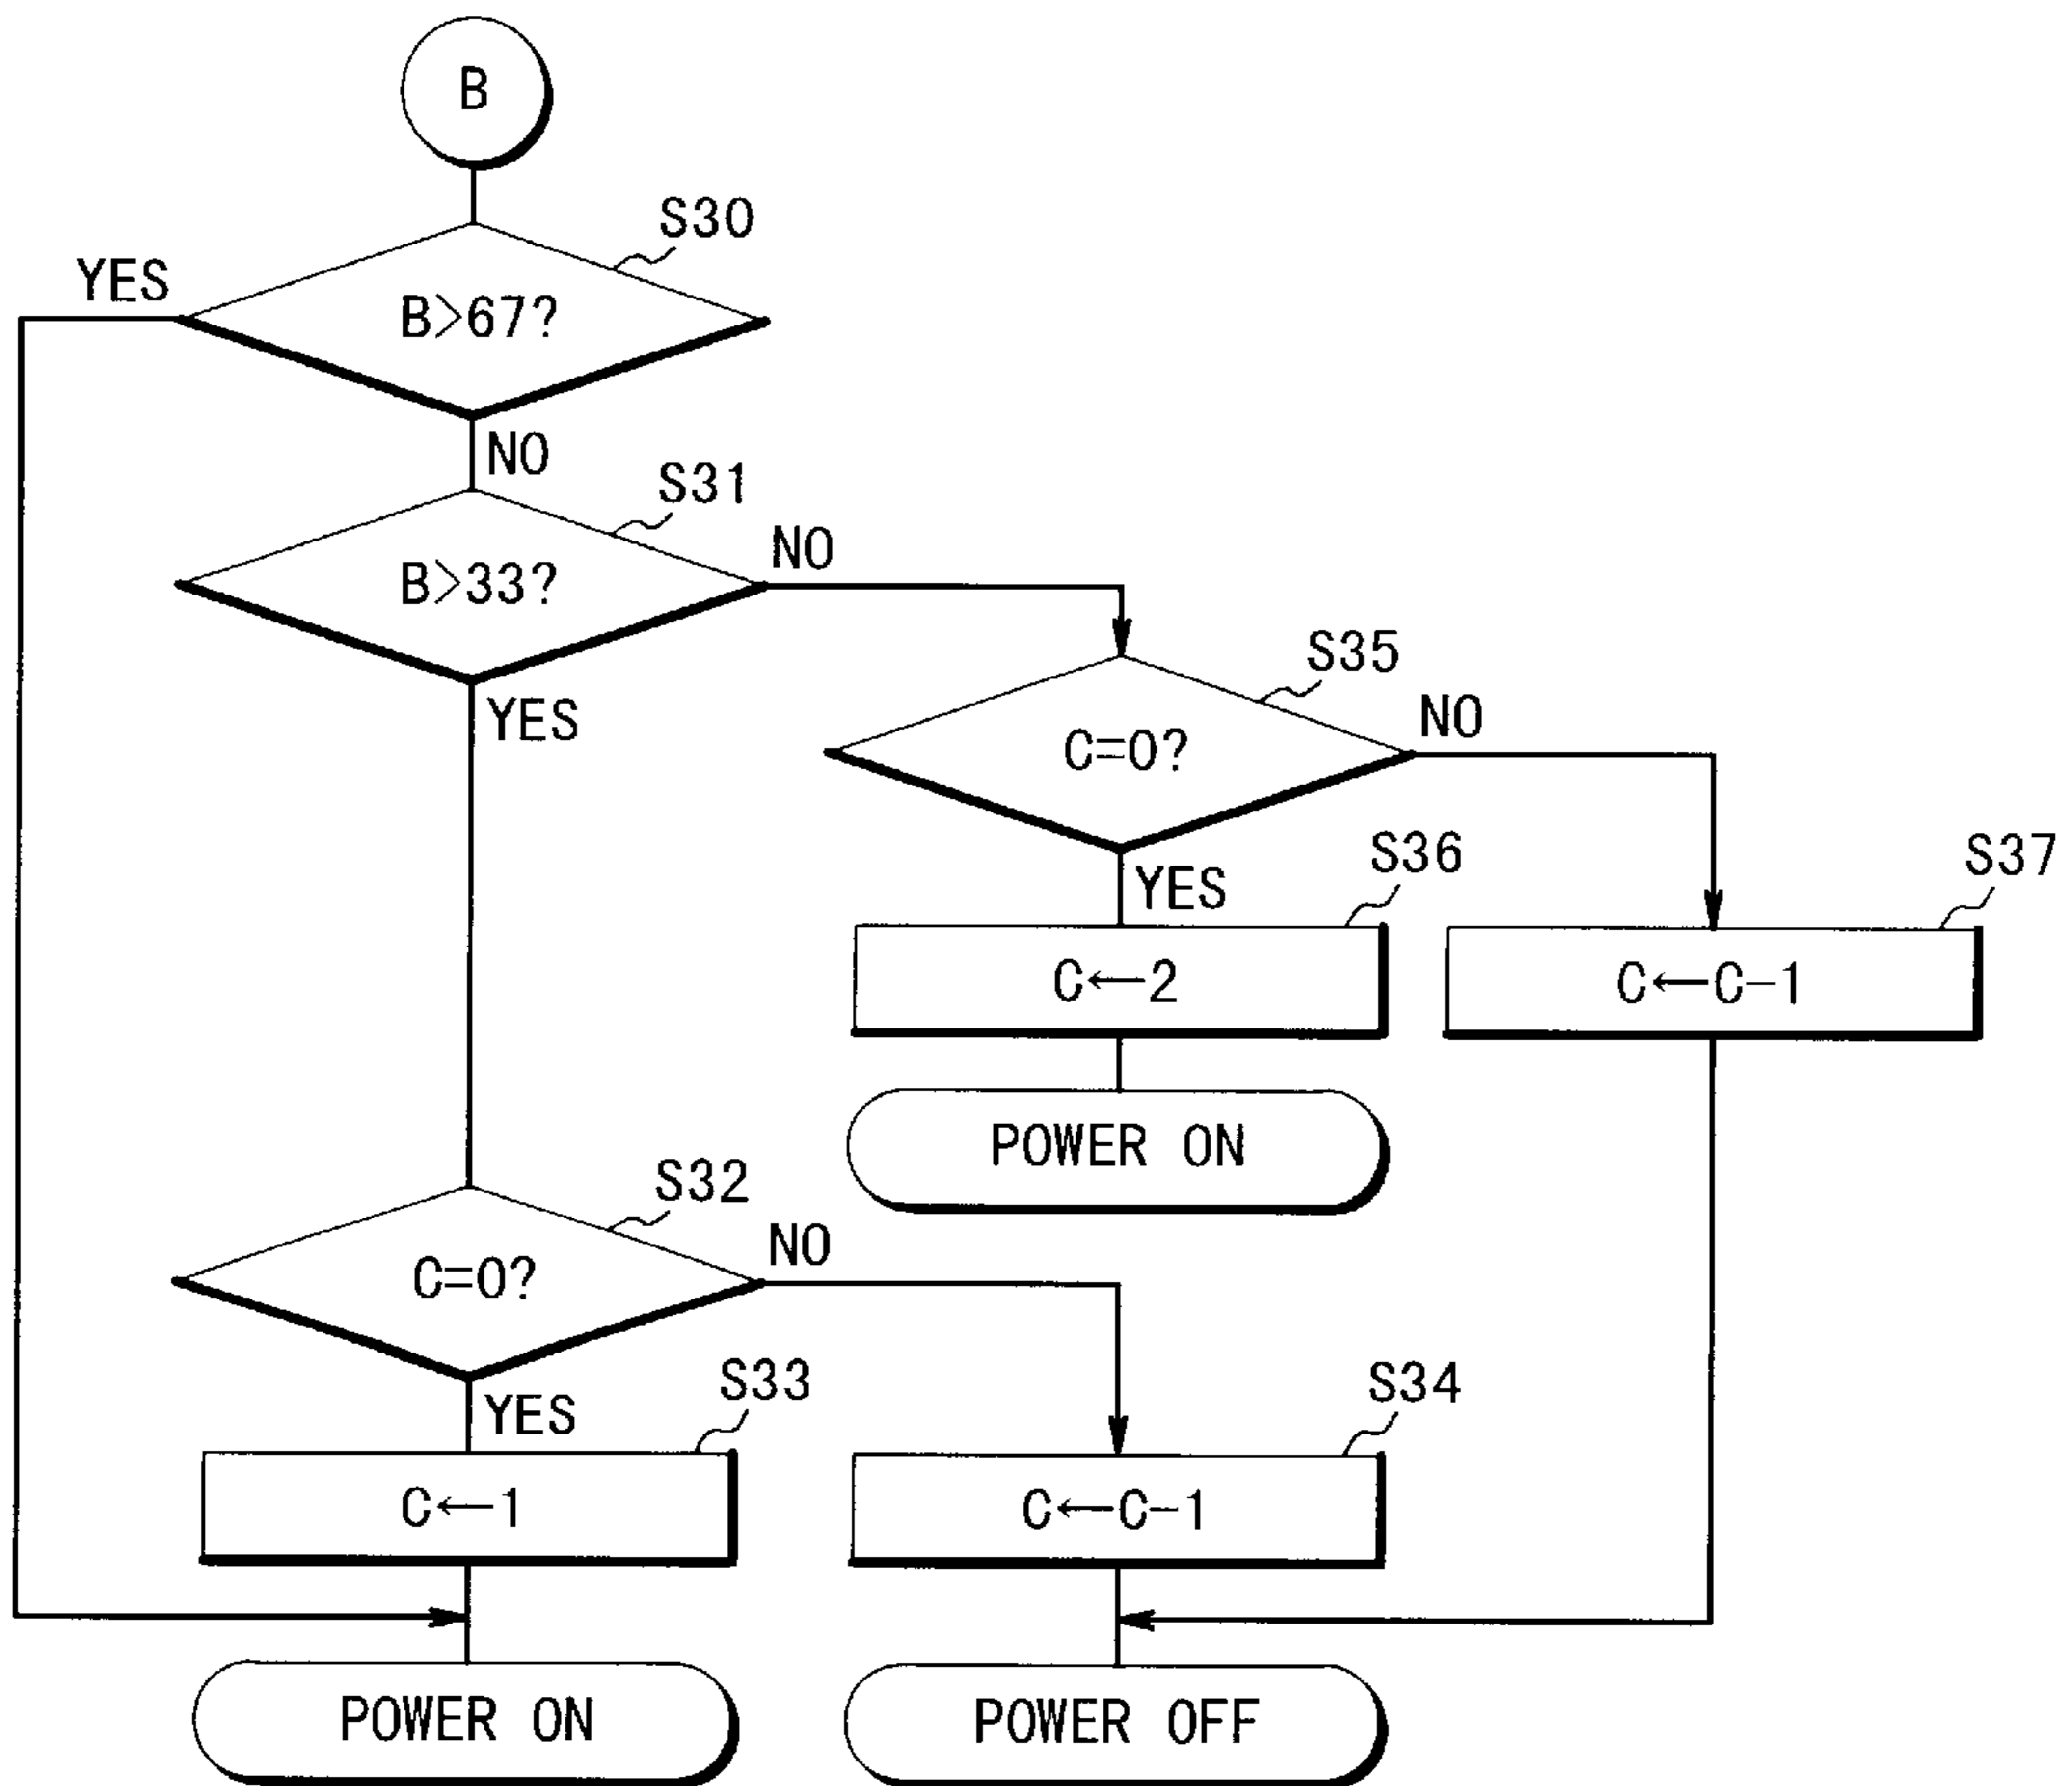 B
S30
YES
B>67?
NO
S31
NO
B>33?
YES
S35
NO
C=0?
YES
S36
S37
C←2
C←C-1
POWER ON
S32
NO
C=0?
YES
S33
S34
C←1
C←C-1
POWER ON
POWER OFF